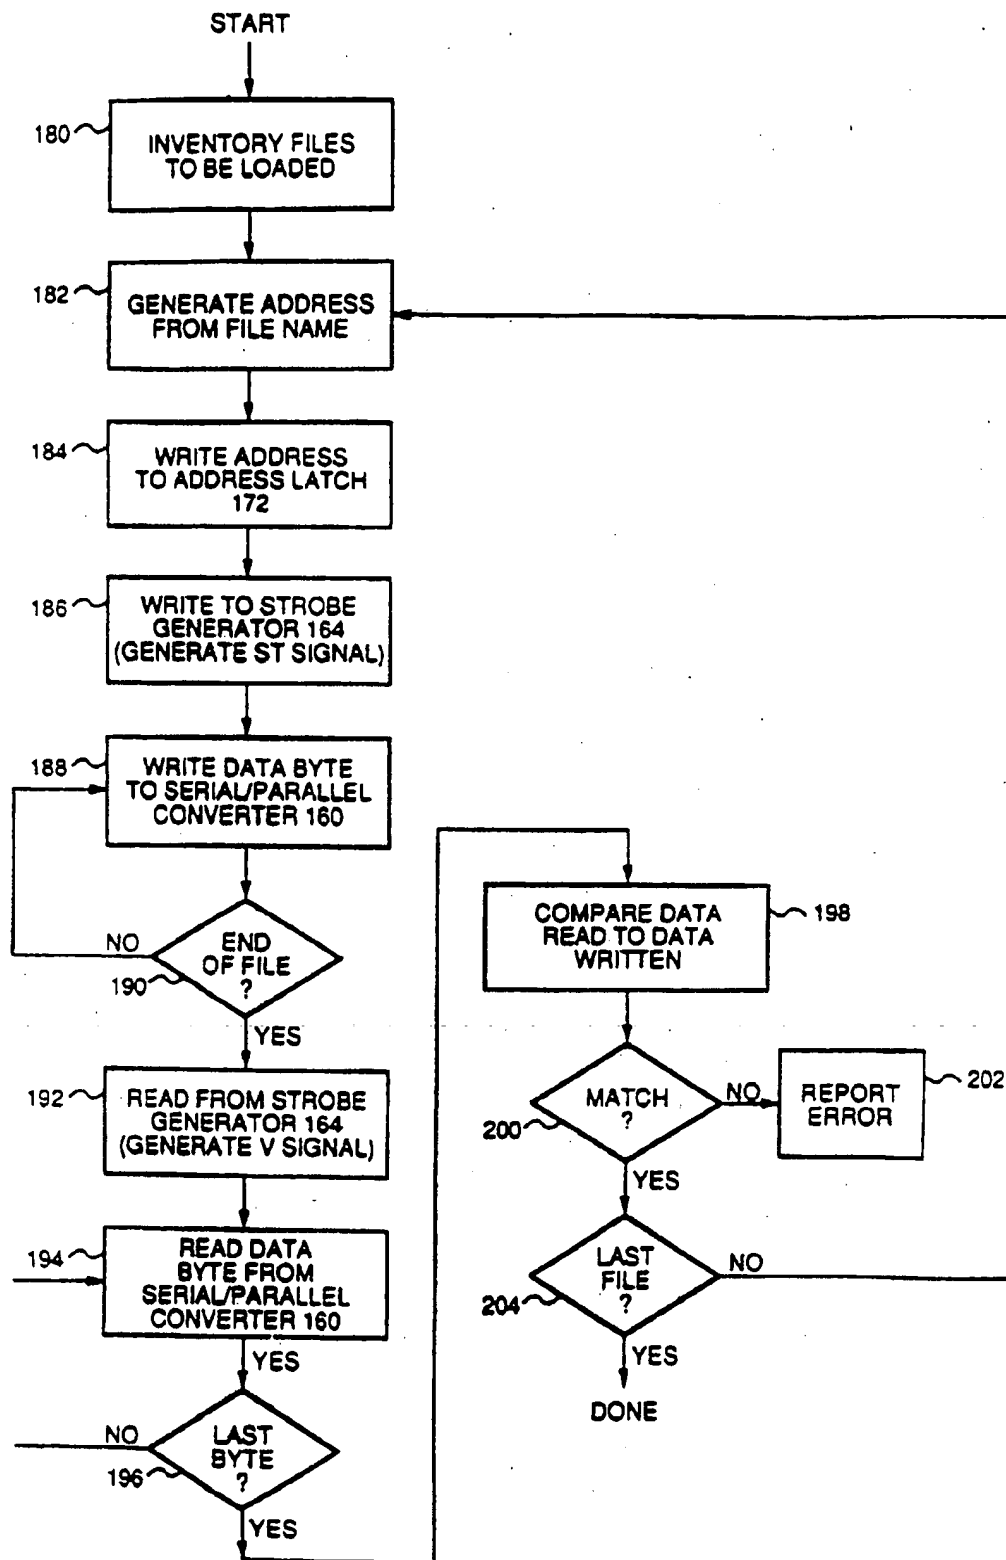 START
180
INVENTORY FILES
TO BE LOADED
182
GENERATE ADDRESS
FROM FILE NAME
184
WRITE ADDRESS
TO ADDRESS LATCH
172
186
WRITE TO STROBE
GENERATOR 164
(GENERATE ST SIGNAL)
188
WRITE DATA BYTE
TO SERIAL/PARALLEL
CONVERTER 160
NO
END
OF FILE
?
190
YES
192
READ FROM STROBE
GENERATOR 164
(GENERATE V SIGNAL)
194
READ DATA
BYTE FROM
SERIAL/PARALLEL
CONVERTER 160
YES
NO
LAST
BYTE
?
196
YES
COMPARE DATA
READ TO DATA
WRITTEN
198
MATCH
?
200
NO
REPORT
ERROR
202
YES
LAST
FILE
?
204
NO
YES
DONE